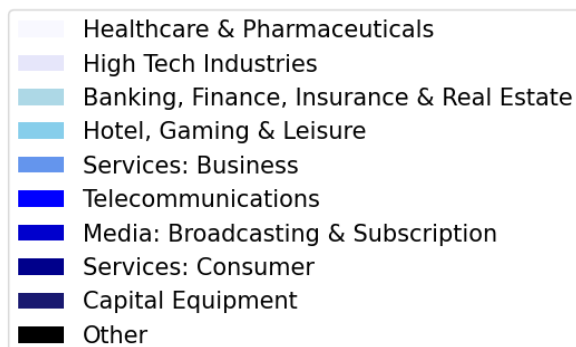 Healthcare & Pharmaceuticals
High Tech Industries
Banking, Finance, Insurance & Real Estate
Hotel, Gaming & Leisure
Services: Business
Telecommunications
Media: Broadcasting & Subscription
Services: Consumer
Capital Equipment
Other